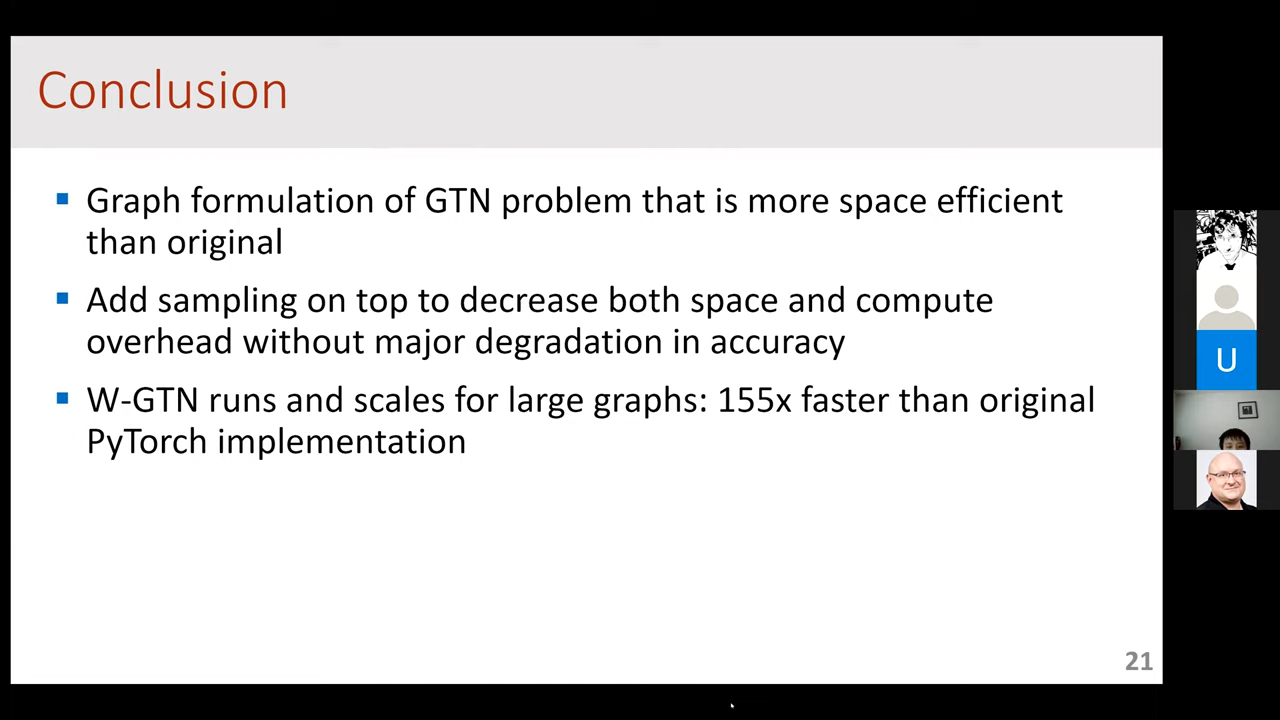 Conclusion
Graph formulation of GTN problem that is more space efficient
than original
Add sampling on top to decrease both space and compute
overhead without major degradation in accuracy
W-GTN runs and scales for large graphs: 155x faster than original
PyTorch implementation
U
21